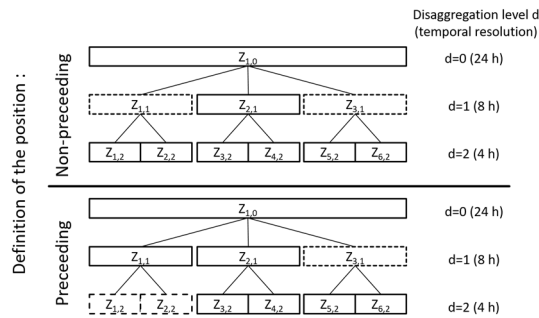 Disaggregation level d
(temporal resolution)
Definition of the position :
Non-preceeding
Z1,0
d=0 (24 h)
Z1,1 Z2,1 Z3,1
d=1 (8 h)
Z1,2 Z2,2 Z3,2 Z4,2 Z5,2 Z6,2
d=2 (4 h)
Preceeding
Z1,0
d=0 (24 h)
Z1,1 Z2,1 Z3,1
d=1 (8 h)
Z1,2 Z2,2 Z3,2 Z4,2 Z5,2 Z6,2
d=2 (4 h)